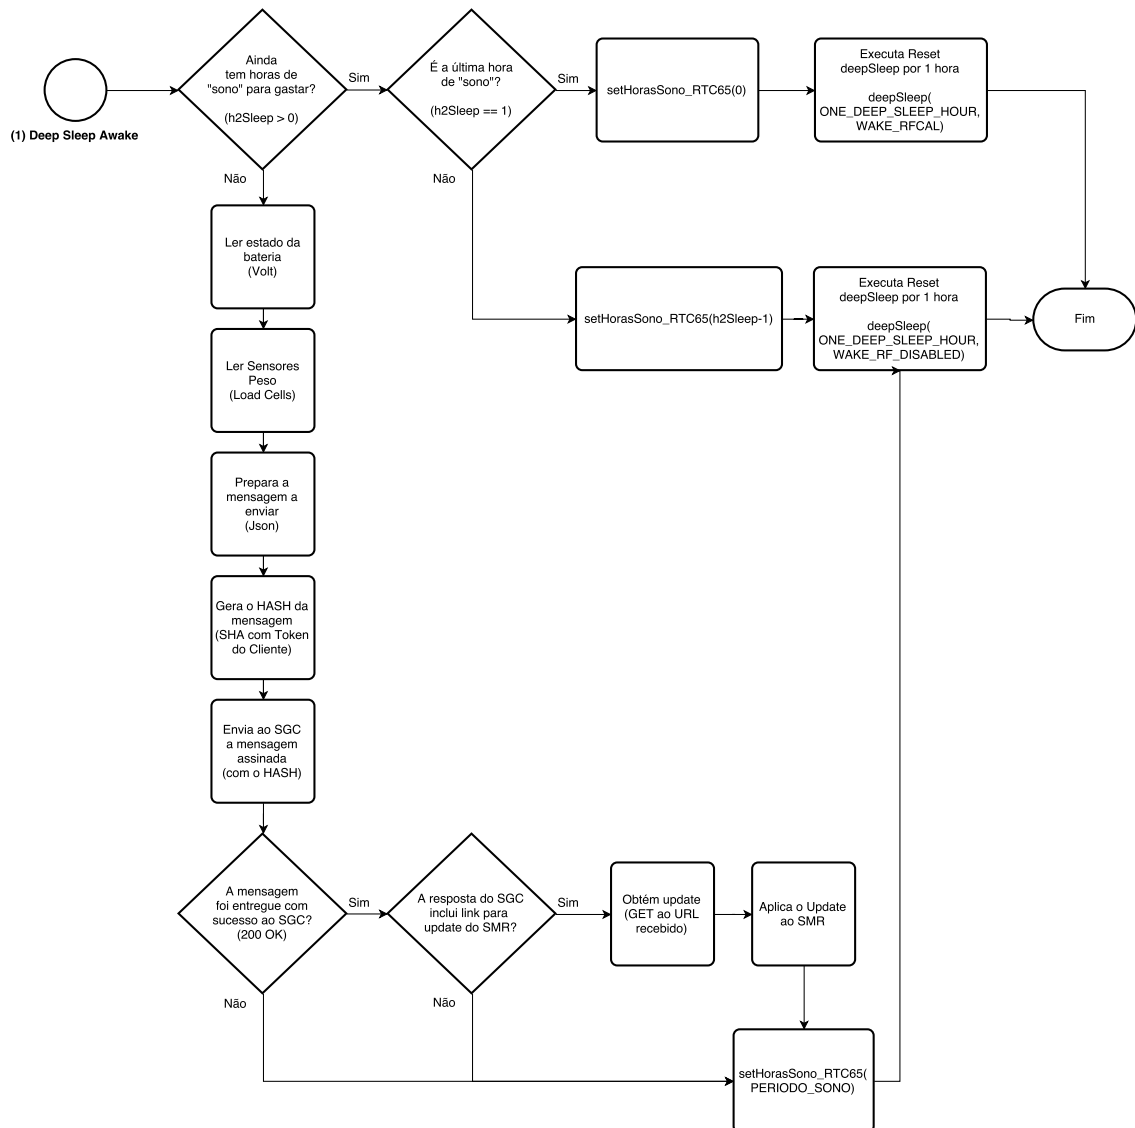 (1) Deep Sleep Awake
Ainda
tem horas de
"sono" para gastar?
(h2Sleep > 0)
Sim
É a última hora
de "sono"?
(h2Sleep == 1)
Sim
setHorasSono_RTC65(0)
Executa Reset
deepSleep por 1 hora
deepSleep(
ONE_DEEP_SLEEP_HOUR,
WAKE_RFCAL)
Não
Não
Ler estado da
bateria
(Volt)
setHorasSono_RTC65(h2Sleep-1)
Executa Reset
deepSleep por 1 hora
deepSleep(
ONE_DEEP_SLEEP_HOUR,
WAKE_RF_DISABLED)
Fim
Ler Sensores
Peso
(Load Cells)
Prepara a
mensagem a
enviar
(Json)
Gera o HASH da
mensagem
(SHA com Token
do Cliente)
Envia ao SGC
a mensagem
assinada
(com o HASH)
A mensagem
foi entregue com
sucesso ao SGC?
(200 OK)
Sim
A resposta do SGC
inclui link para
update do SMR?
Sim
Obtém update
(GET ao URL
recebido)
Aplica o Update
ao SMR
Não
Não
setHorasSono_RTC65(
PERIODO_SONO)